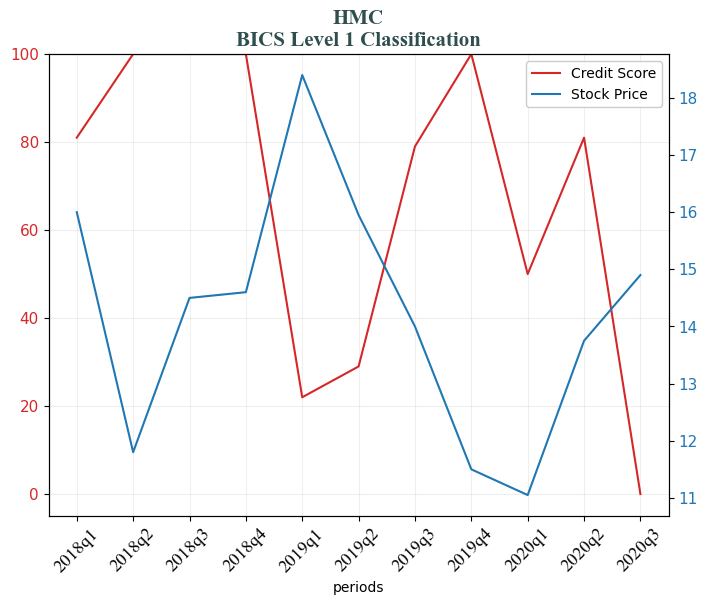 HMC
BICS Level 1 Classification
Credit Score
Stock Price
100
80
60
40
20
0
18
17
16
15
14
13
12
11
2018q1
2018q2
2018q3
2018q4
2019q1
2019q2
2019q3
2019q4
2020q1
2020q2
2020q3
periods